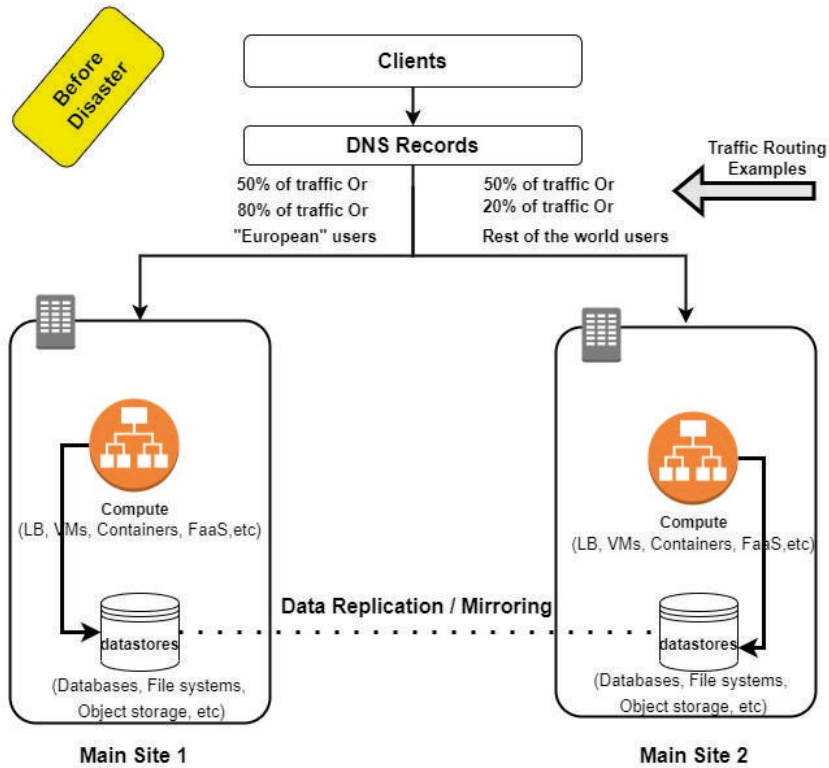 Before
Disaster
Clients
DNS Records
Traffic Routing
Examples
50% of traffic Or
80% of traffic Or
"European" users
50% of traffic Or
20% of traffic Or
Rest of the world users
Compute
(LB, VMs, Containers, FaaS,etc)
Compute
(LB, VMs, Containers, FaaS,etc)
Data Replication / Mirroring
datastores
(Databases, File systems,
Object storage, etc)
datastores
(Databases, File systems,
Object storage, etc)
Main Site 1
Main Site 2